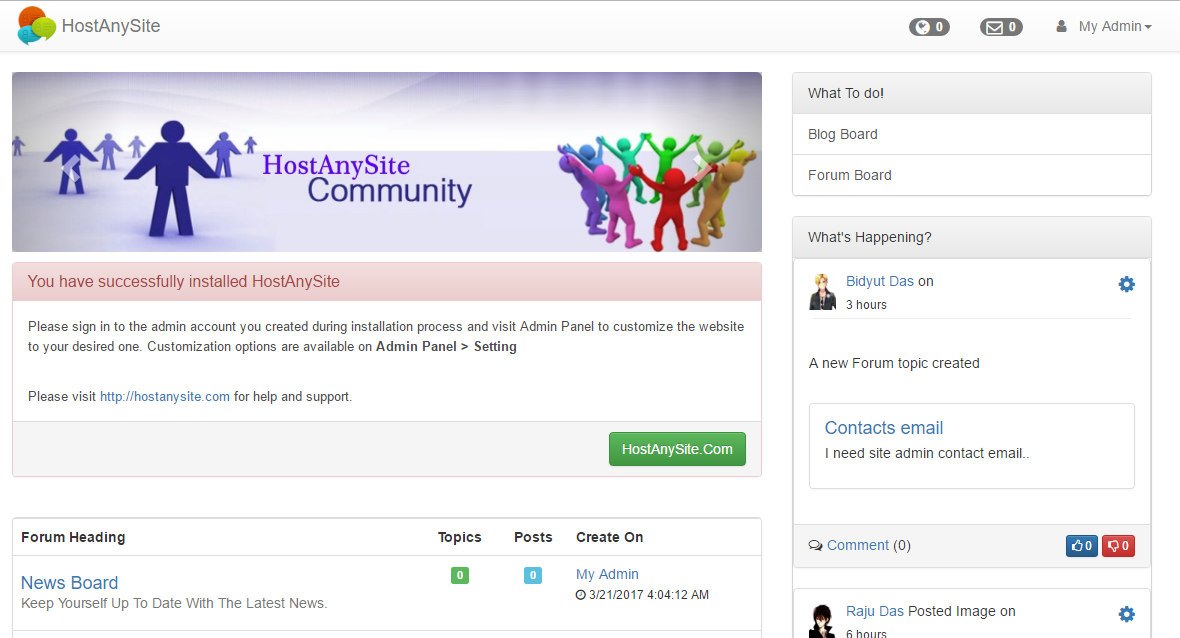 HostAnySite
0
0
My Admin
HostAnySite
Community
You have successfully installed HostAnySite
Please sign in to the admin account you created during installation process and visit Admin Panel to customize the website
to your desired one. Customization options are available on Admin Panel > Setting
Please visit http://hostanysite.com for help and support.
HostAnySite.Com
Forum Heading Topics Posts Create On
News Board 0 0 My Admin
Keep Yourself Up To Date With The Latest News. 3/21/2017 4:04:12 AM
What To do!
Blog Board
Forum Board
What's Happening?
Bidyut Das on
3 hours
A new Forum topic created
Contacts email
I need site admin contact email..
Comment (0) 0 0
Raju Das Posted Image on
6 hours